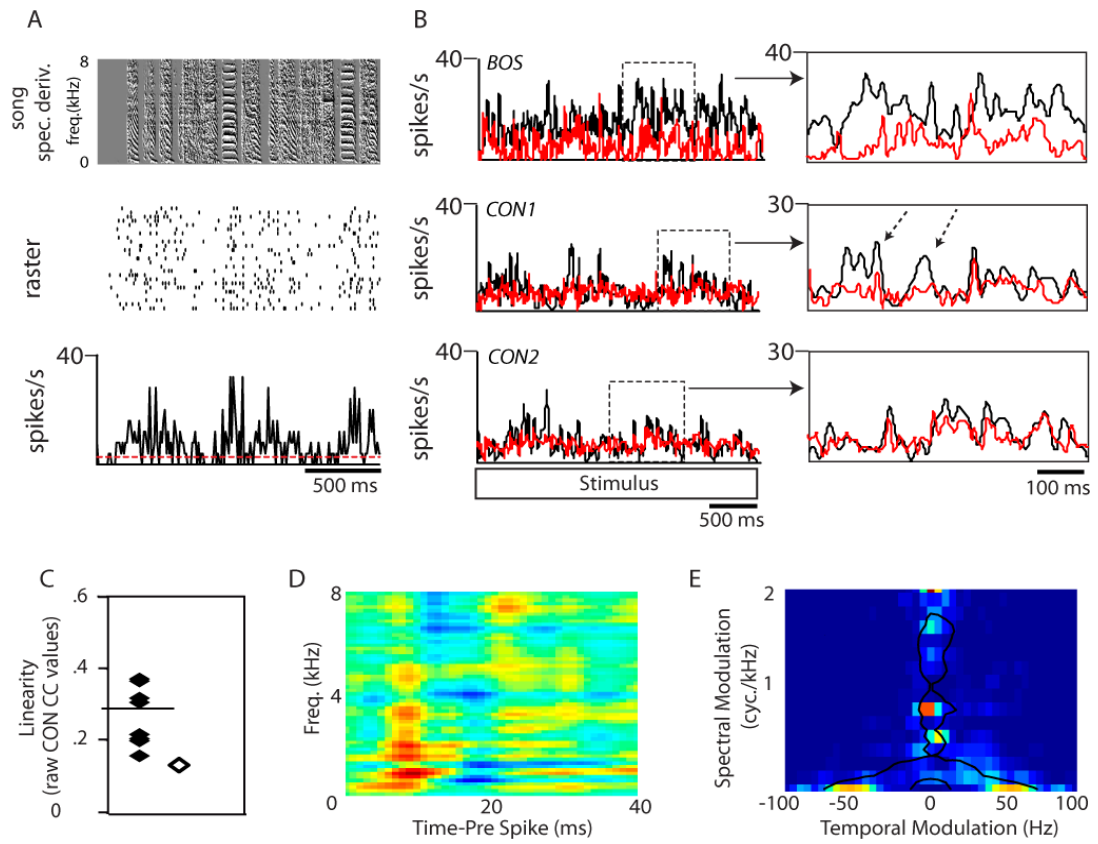 A
song
spec. deriv.
freq.(kHz)
8
0
raster
40
spikes/s
500 ms
B
40
BOS
spikes/s
40
40
CON1
spikes/s
30
40
CON2
spikes/s
30
Stimulus
500 ms
100 ms
C
.6
.4
.2
0
Linearity
(raw CON CC values)
D
8
4
0
Freq. (kHz)
20
40
Time-Pre Spike (ms)
E
2
1
Spectral Modulation
(cyc./kHz)
-100
-50
0
50
100
Temporal Modulation (Hz)